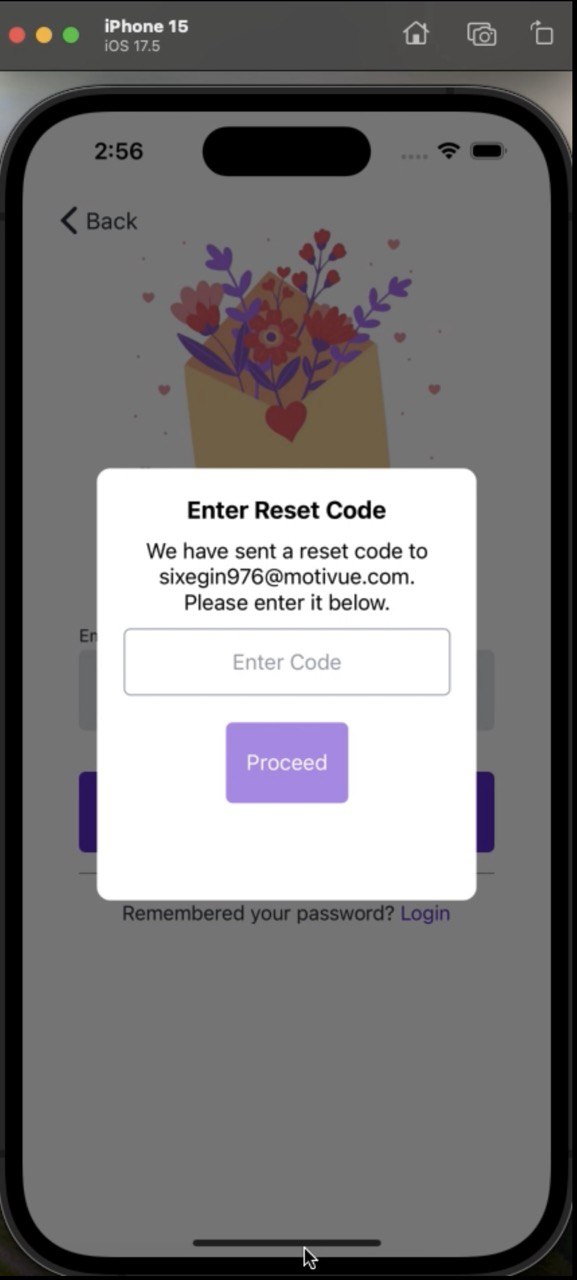 iPhone 15
iOS 17.5
2:56
Back
Enter Reset Code
We have sent a reset code to
sixegin976@motivue.com.
Please enter it below.
Enter Code
Proceed
Remembered your password? Login